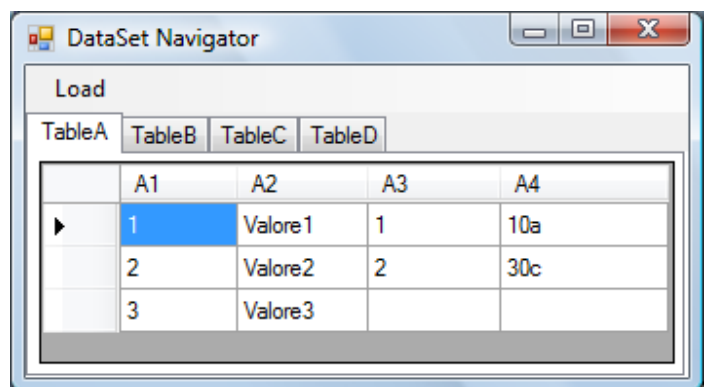 DataSet Navigator
Load
TableA TableB TableC TableD
A1 A2 A3 A4
1 Valore1 1 10a
2 Valore2 2 30c
3 Valore3